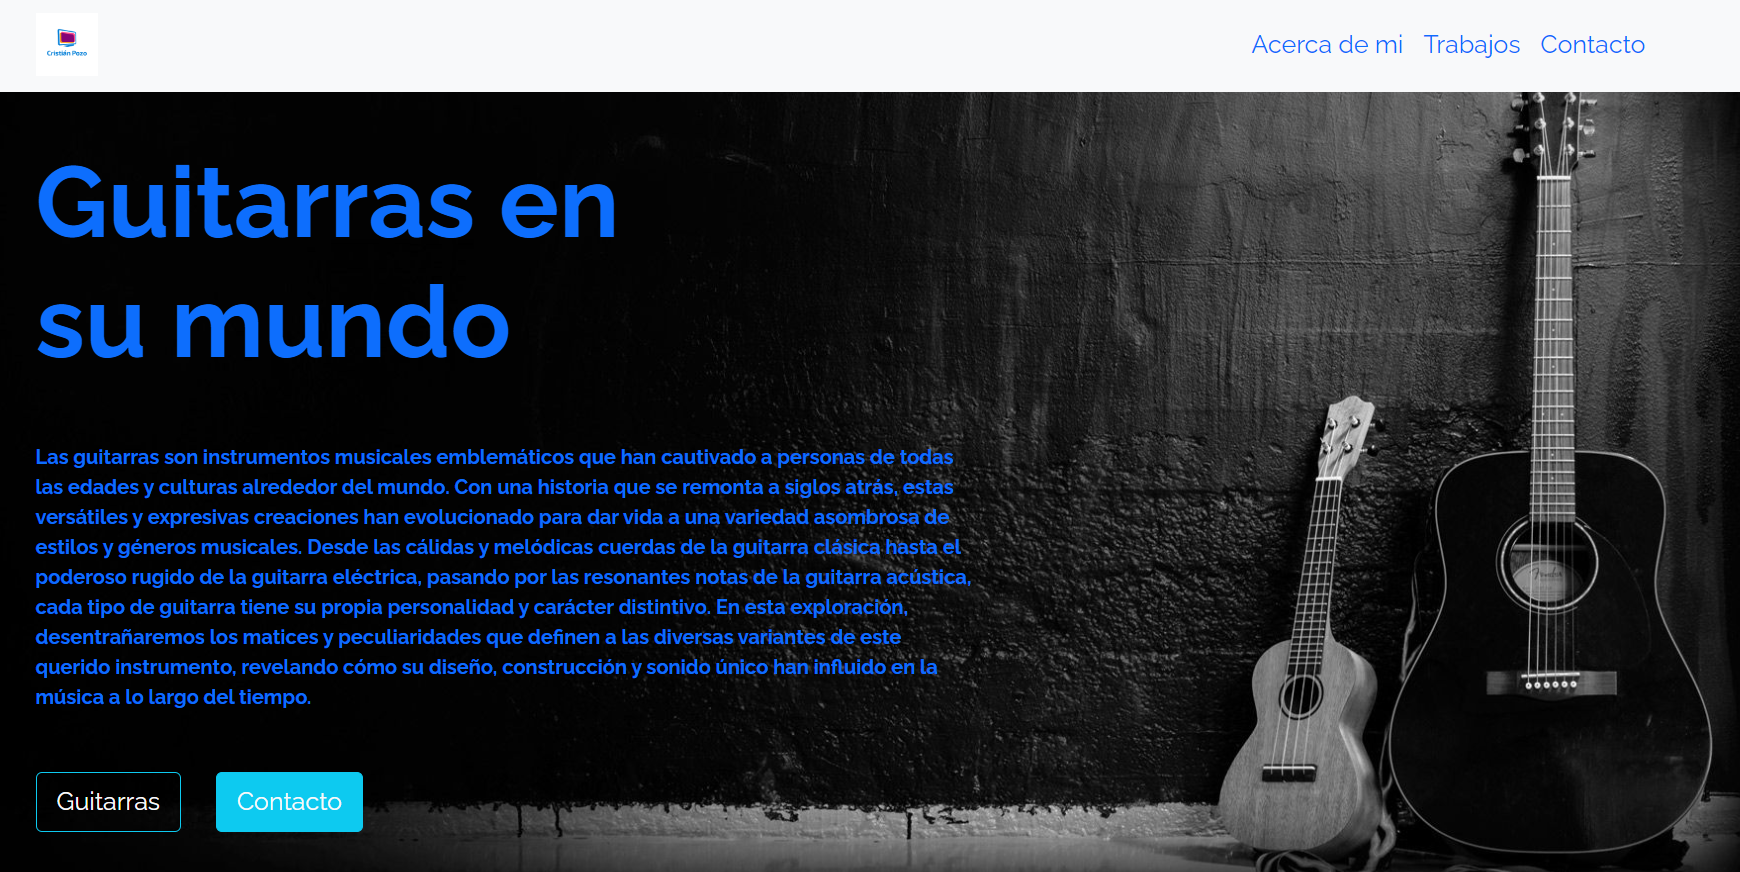 Cristián Pozo
Acerca de mi Trabajos Contacto
Guitarras en
su mundo
Las guitarras son instrumentos musicales emblemáticos que han cautivado a personas de todas
las edades y culturas alrededor del mundo. Con una historia que se remonta a siglos atrás, estas
versátiles y expresivas creaciones han evolucionado para dar vida a una variedad asombrosa de
estilos y géneros musicales. Desde las cálidas y melódicas cuerdas de la guitarra clásica hasta el
poderoso rugido de la guitarra eléctrica, pasando por las resonantes notas de la guitarra acústica,
cada tipo de guitarra tiene su propia personalidad y carácter distintivo. En esta exploración,
desentrañaremos los matices y peculiaridades que definen a las diversas variantes de este
querido instrumento, revelando cómo su diseño, construcción y sonido único han influido en la
música a lo largo del tiempo.
Guitarras Contacto
Fender